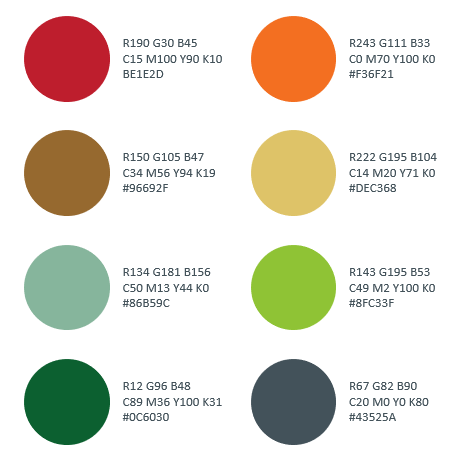 R190 G30 B45
C15 M100 Y90 K10
BE1E2D
R243 G111 B33
C0 M70 Y100 K0
#F36F21
R150 G105 B47
C34 M56 Y94 K19
#96692F
R222 G195 B104
C14 M20 Y71 K0
#DEC368
R134 G181 B156
C50 M13 Y44 K0
#86B59C
R143 G195 B53
C49 M2 Y100 K0
#8FC33F
R12 G96 B48
C89 M36 Y100 K31
#0C6030
R67 G82 B90
C20 M0 Y0 K80
#43525A